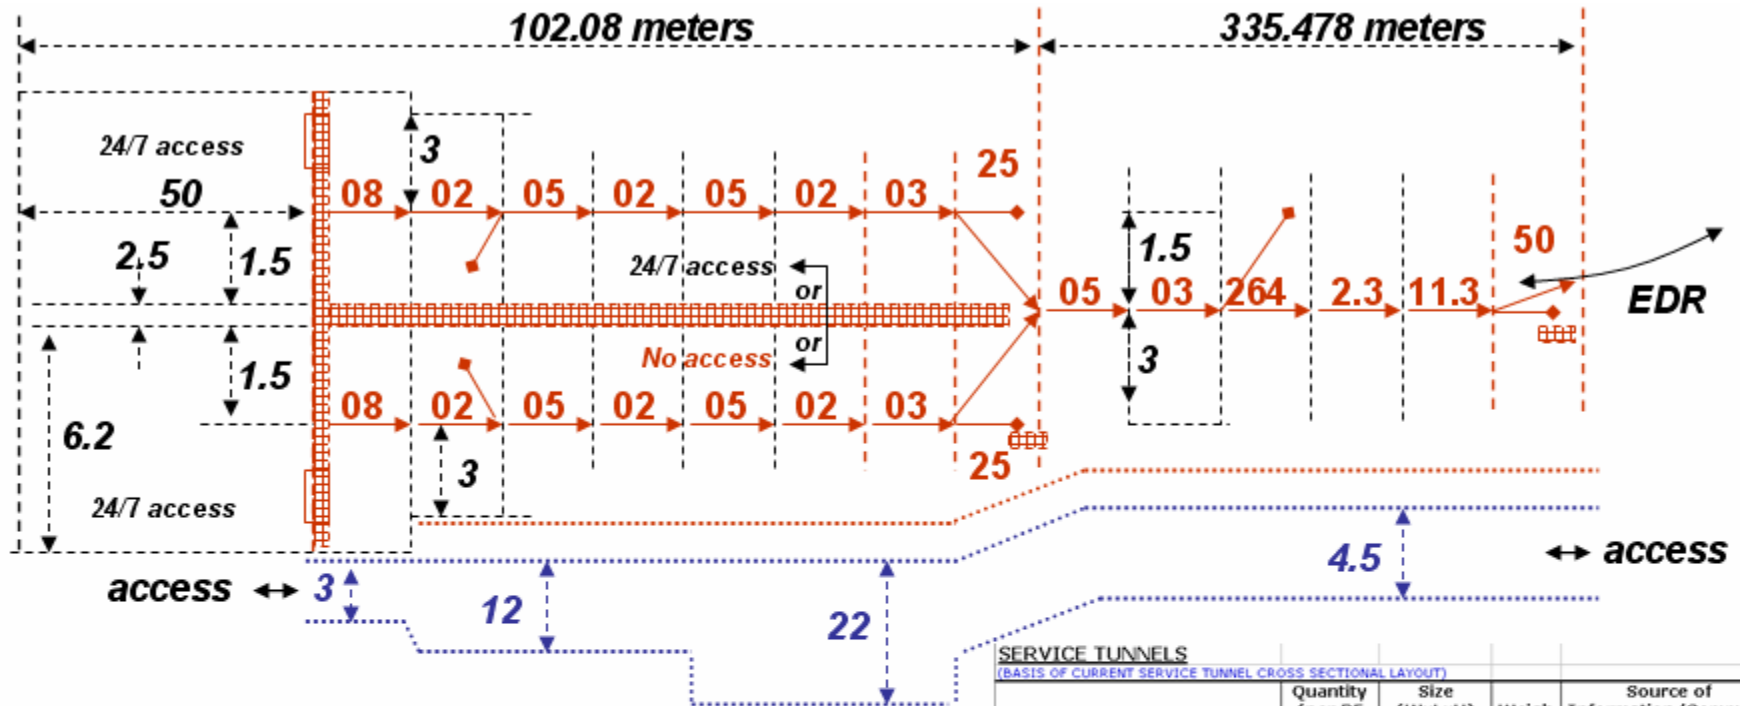 102.08 meters 335.478 meters
24/7 access 3 25
50 08 02 05 02 05 02 03
2.5 1.5 24/7 access 1.5 50
or 05 03 264 2.3 11.3 EDR
or
1.5 No access 3
08 02 05 02 05 02 03
6.2 3 25
24/7 access
access 3 12 22 4.5 access
SERVICE TUNNELS
(BASIS OF CURRENT SERVICE TUNNEL CROSS SECTIONAL LAYOUT)
Quantity Size Source of